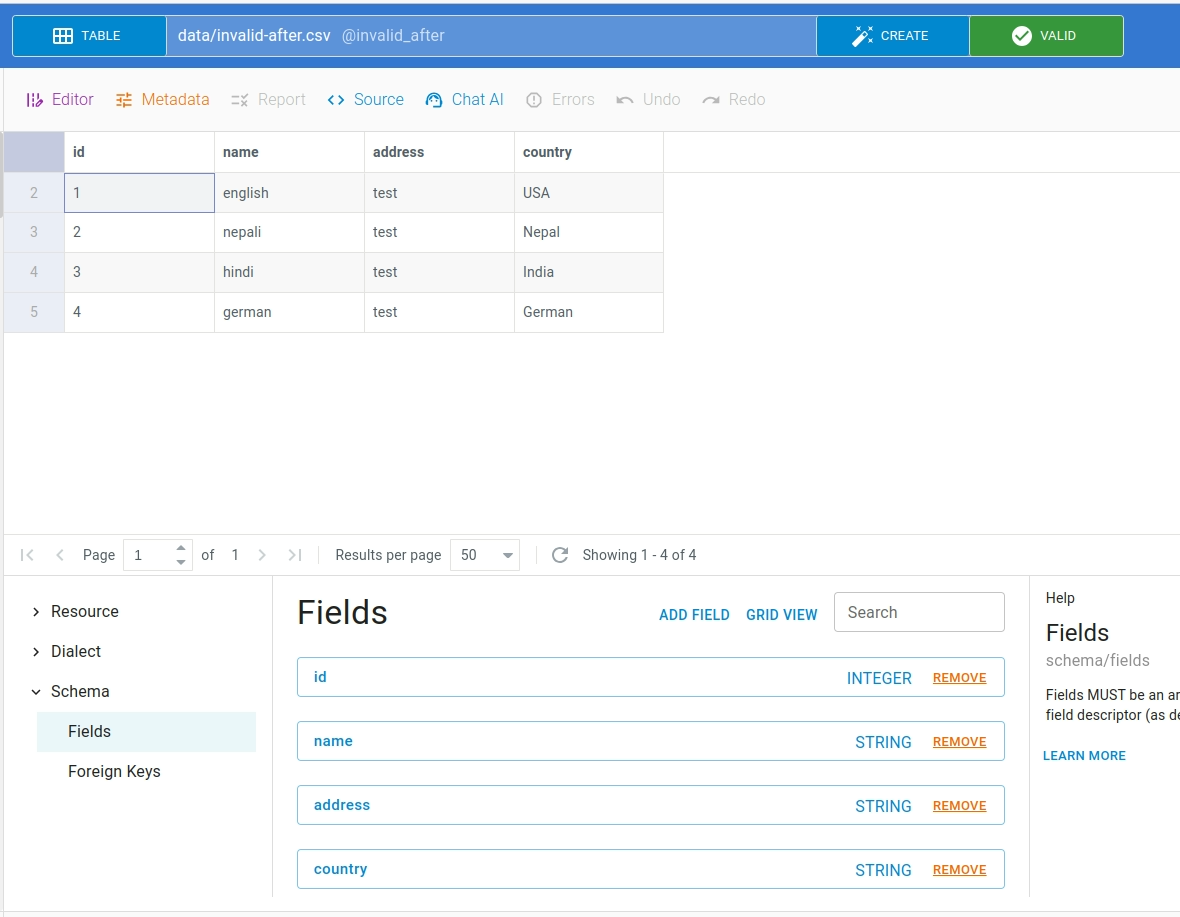 TABLE data/invalid-after.csv @invalid_after CREATE VALID
Editor Metadata Report Source Chat AI Errors Undo Redo
id name address country
2 1 english test USA
3 2 nepali test Nepal
4 3 hindi test India
5 4 german test German
Page 1 of 1 Results per page 50 Showing 1 - 4 of 4
Resource
Dialect
Schema
Fields
Foreign Keys
Fields ADD FIELD GRID VIEW Search
id INTEGER REMOVE
name STRING REMOVE
address STRING REMOVE
country STRING REMOVE
Help
Fields
schema/fields
Fields MUST be an
field descriptor (as
LEARN MORE